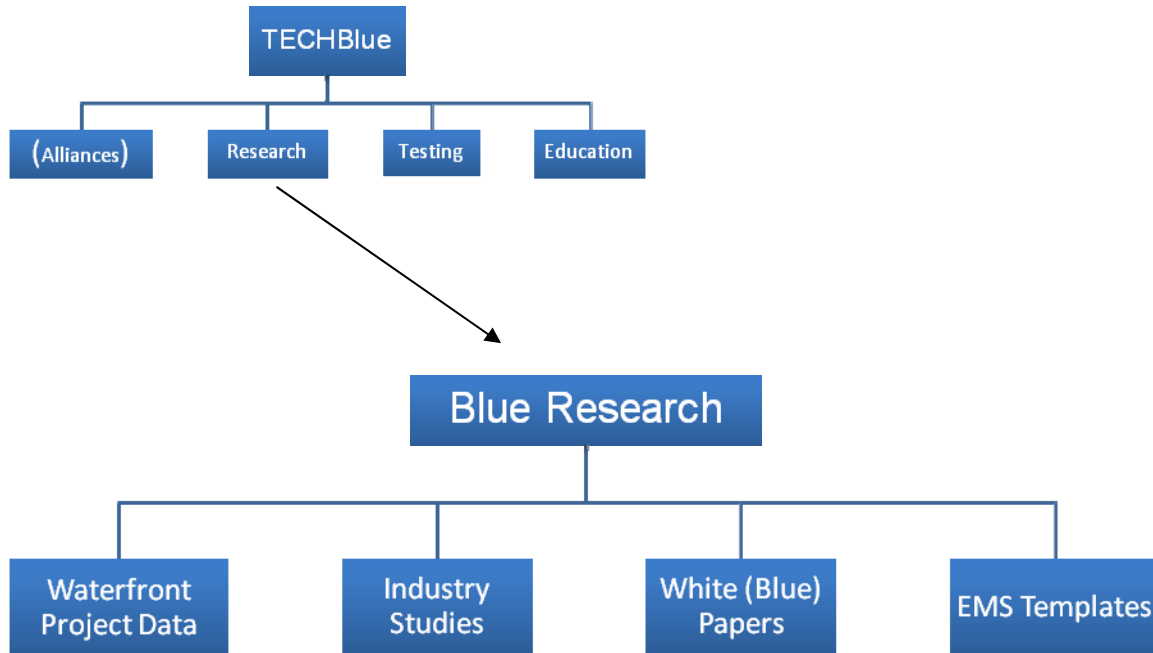 TECHBlue
(Alliances)
Research
Testing
Education
Blue Research
Waterfront
Project Data
Industry
Studies
White (Blue)
Papers
EMS Templates